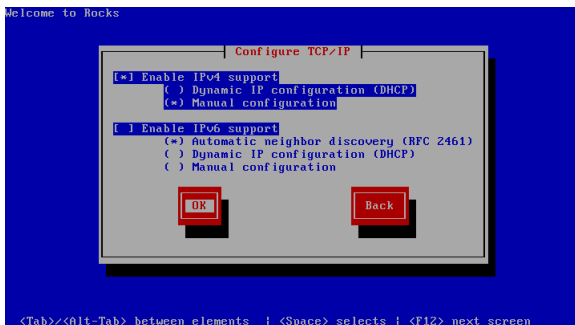 Welcome to Rocks
Configure TCP/IP
[*] Enable IPv4 support
( ) Dynamic IP configuration (DHCP)
(*) Manual configuration
[ ] Enable IPv6 support
(*) Automatic neighbor discovery (RFC 2461)
( ) Dynamic IP configuration (DHCP)
( ) Manual configuration
OK Back
<Tab>/<Alt-Tab> between elements | <Space> selects | <F12> next screen